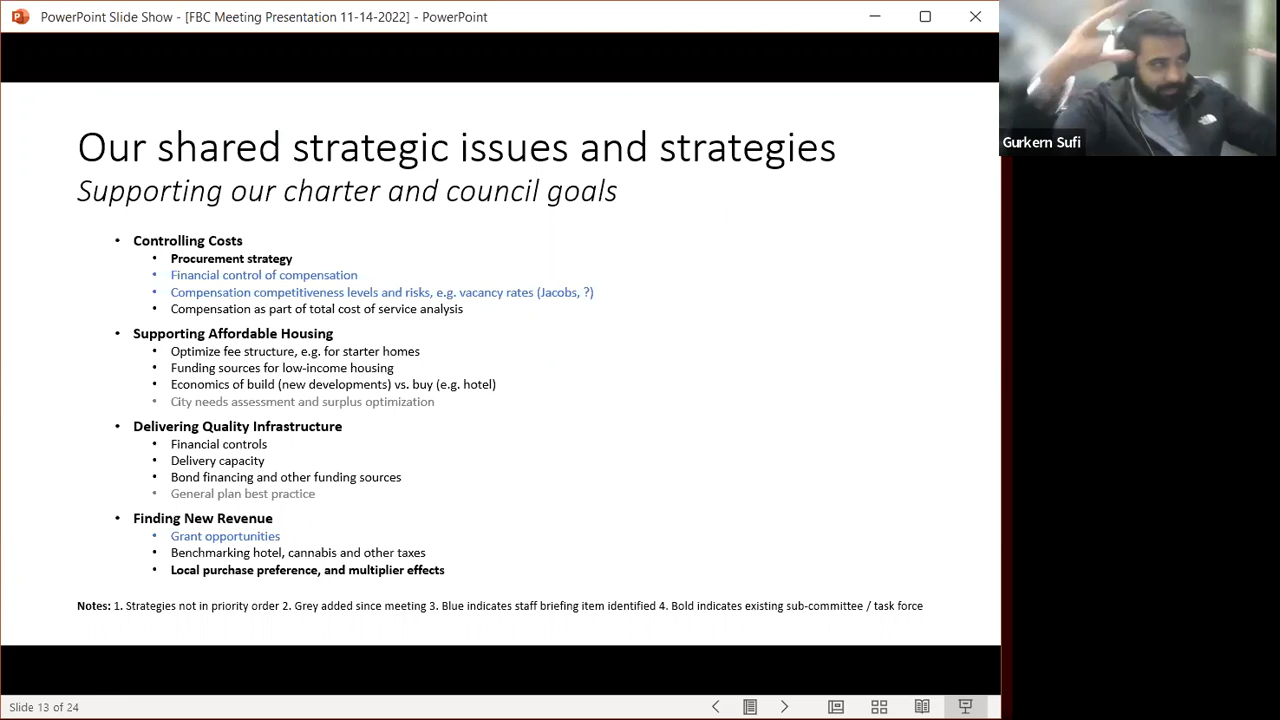 PowerPoint Slide Show - [FBC Meeting Presentation 11-14-2022] - PowerPoint
Gurkern Sufi
Our shared strategic issues and strategies
Supporting our charter and council goals
• Controlling Costs
• Procurement strategy
• Financial control of compensation
• Compensation competitiveness levels and risks, e.g. vacancy rates (Jacobs, ?)
• Compensation as part of total cost of service analysis
• Supporting Affordable Housing
• Optimize fee structure, e.g. for starter homes
• Funding sources for low-income housing
• Economics of build (new developments) vs. buy (e.g. hotel)
• City needs assessment and surplus optimization
• Delivering Quality Infrastructure
• Financial controls
• Delivery capacity
• Bond financing and other funding sources
• General plan best practice
• Finding New Revenue
• Grant opportunities
• Benchmarking hotel, cannabis and other taxes
• Local purchase preference, and multiplier effects
Notes: 1. Strategies not in priority order 2. Grey added since meeting 3. Blue indicates staff briefing item identified 4. Bold indicates existing sub-committee / task force
Slide 13 of 24